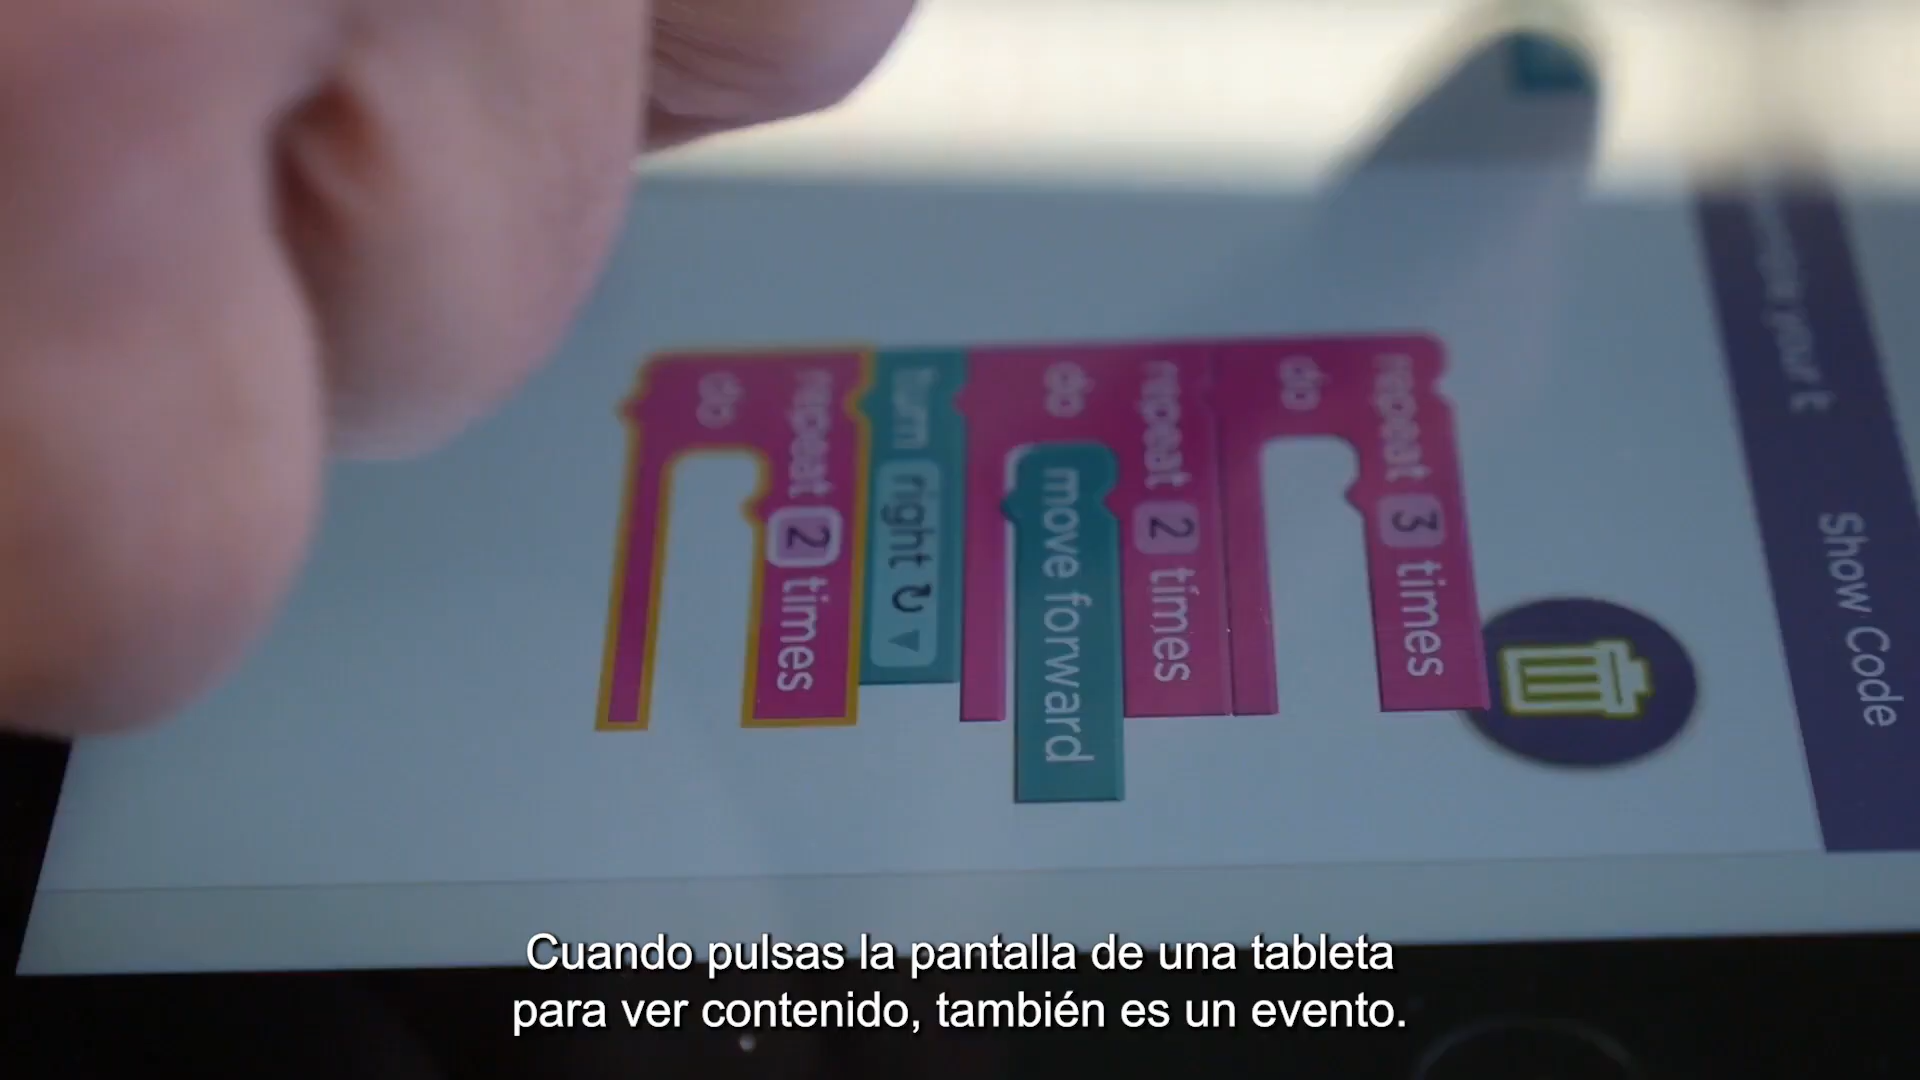 Show Code
repeat 3 times
do
repeat 2 times
do
move forward
turn right
repeat 2 times
do
Cuando pulsas la pantalla de una tableta
para ver contenido, también es un evento.